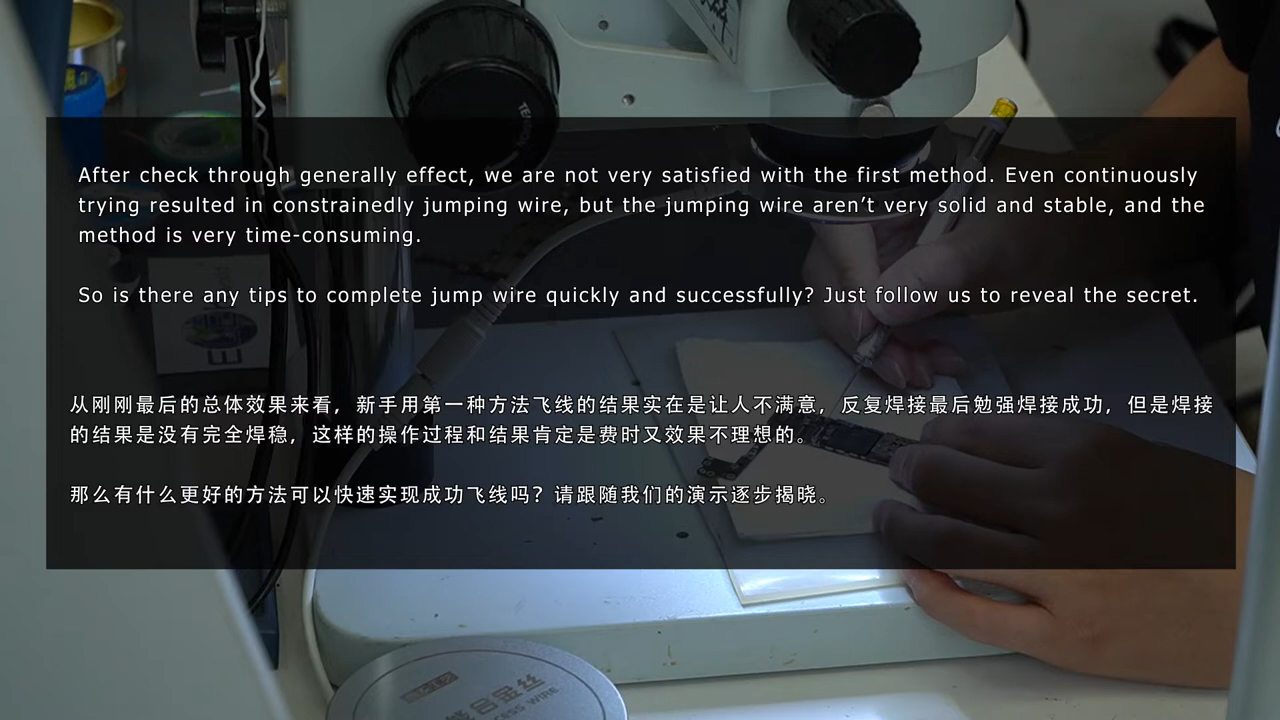 After check through generally effect, we are not very satisfied with the first method. Even continuously
trying resulted in constrainedly jumping wire, but the jumping wire aren't very solid and stable, and the
method is very time-consuming.
So is there any tips to complete jump wire quickly and successfully? Just follow us to reveal the secret.
从刚刚最后的总体效果来看，新手用第一种方法飞线的结果实在是让人不满意，反复焊接最后勉强焊接成功，但是焊接
的结果是没有完全焊稳，这样的操作过程和结果肯定是费时又效果不理想的。
那么有什么更好的方法可以快速实现成功飞线吗？请跟随我们的演示逐步揭晓。
合金丝
WIRE